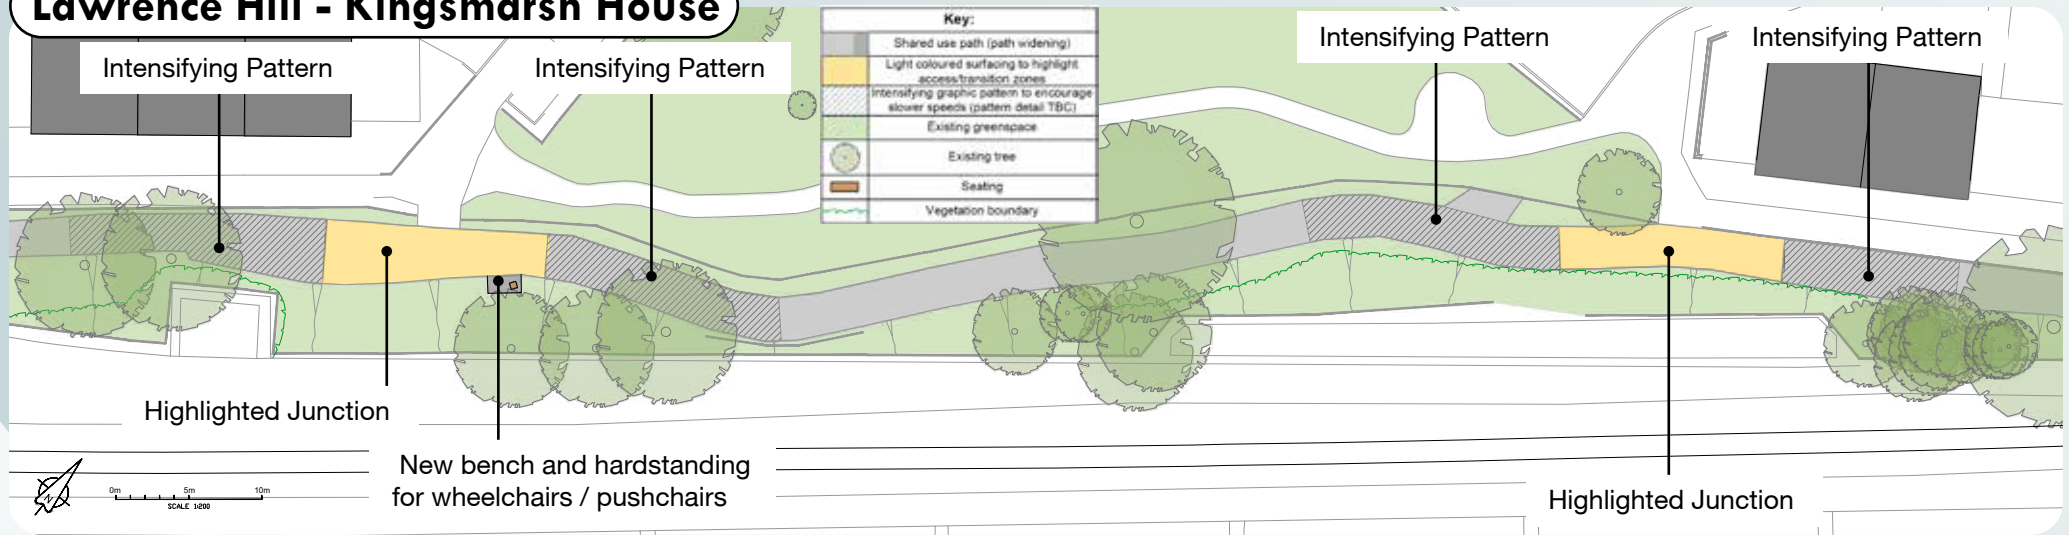 Lawrence Hill - Kingsmarsh House
Key:
Shared use path (path widening)
Light coloured surfacing to highlight
access/transition zones
Intensifying graphic pattern to encourage
slower speeds (pattern detail TBC)
Existing greenspace
Existing tree
Seating
Vegetation boundary
Intensifying Pattern
Intensifying Pattern
Intensifying Pattern
Intensifying Pattern
Highlighted Junction
New bench and hardstanding
for wheelchairs / pushchairs
Highlighted Junction
N
0m 5m 10m
SCALE 1:200